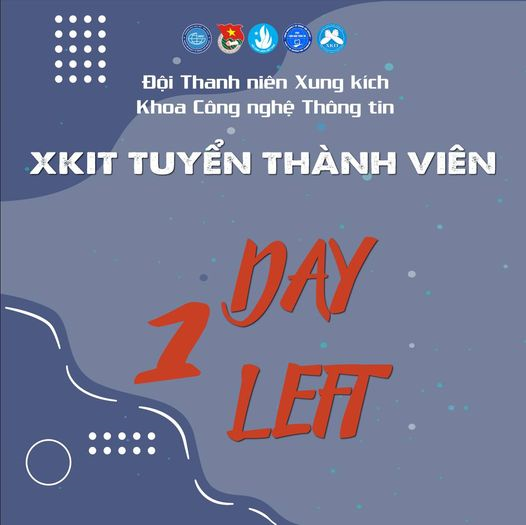 Đội Thanh niên Xung kích
Khoa Công nghệ Thông tin
XKIT TUYỂN THÀNH VIÊN
1 DAY
LEFT